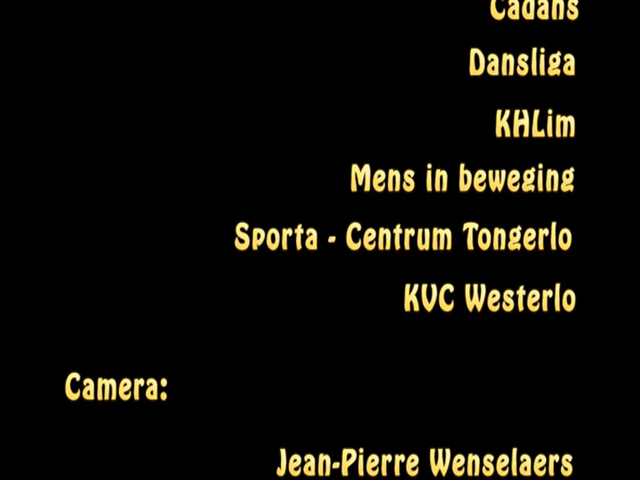 Cadans
Dansliga
KHLim
Mens in beweging
Sporta - Centrum Tongerlo
KVC Westerlo
Camera:
Jean-Pierre Wenselaers